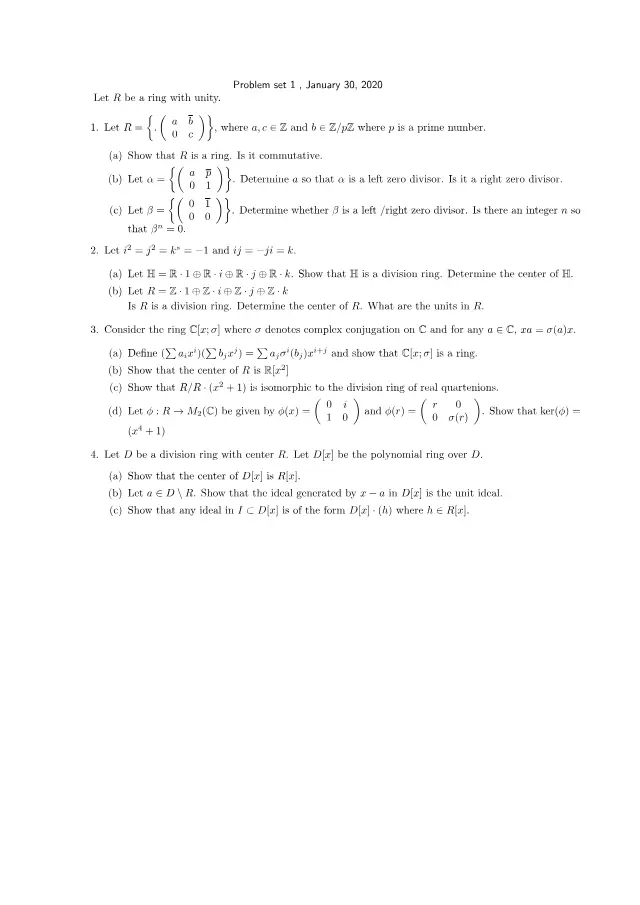 Problem set 1 , January 30, 2020
Let R be a ring with unity.
1. Let R = { , ( a b̅ ; 0 c ) }, where a, c ∈ ℤ and b ∈ ℤ/pℤ where p is a prime number.
(a) Show that R is a ring. Is it commutative.
(b) Let α = { ( a p̅ ; 0 1 ) }. Determine a so that α is a left zero divisor. Is it a right zero divisor.
(c) Let β = { ( 0 1̅ ; 0 0 ) }. Determine whether β is a left /right zero divisor. Is there an integer n so
that βⁿ = 0.
2. Let i² = j² = kˢ = −1 and ij = −ji = k.
(a) Let ℍ = ℝ · 1 ⊕ ℝ · i ⊕ ℝ · j ⊕ ℝ · k. Show that ℍ is a division ring. Determine the center of ℍ.
(b) Let R = ℤ · 1 ⊕ ℤ · i ⊕ ℤ · j ⊕ ℤ · k
Is R is a division ring. Determine the center of R. What are the units in R.
3. Consider the ring ℂ[x; σ] where σ denotes complex conjugation on ℂ and for any a ∈ ℂ, xa = σ(a)x.
(a) Define (∑ aᵢxⁱ)(∑ bⱼxʲ) = ∑ aⱼσⁱ(bⱼ)xⁱ⁺ʲ and show that ℂ[x; σ] is a ring.
(b) Show that the center of R is ℝ[x²]
(c) Show that R/R · (x² + 1) is isomorphic to the division ring of real quartenions.
(d) Let ϕ : R → M₂(ℂ) be given by ϕ(x) = ( 0 i ; 1 0 ) and ϕ(r) = ( r 0 ; 0 σ(r) ). Show that ker(ϕ) =
(x⁴ + 1)
4. Let D be a division ring with center R. Let D[x] be the polynomial ring over D.
(a) Show that the center of D[x] is R[x].
(b) Let a ∈ D \ R. Show that the ideal generated by x − a in D[x] is the unit ideal.
(c) Show that any ideal in I ⊂ D[x] is of the form D[x] · (h) where h ∈ R[x].